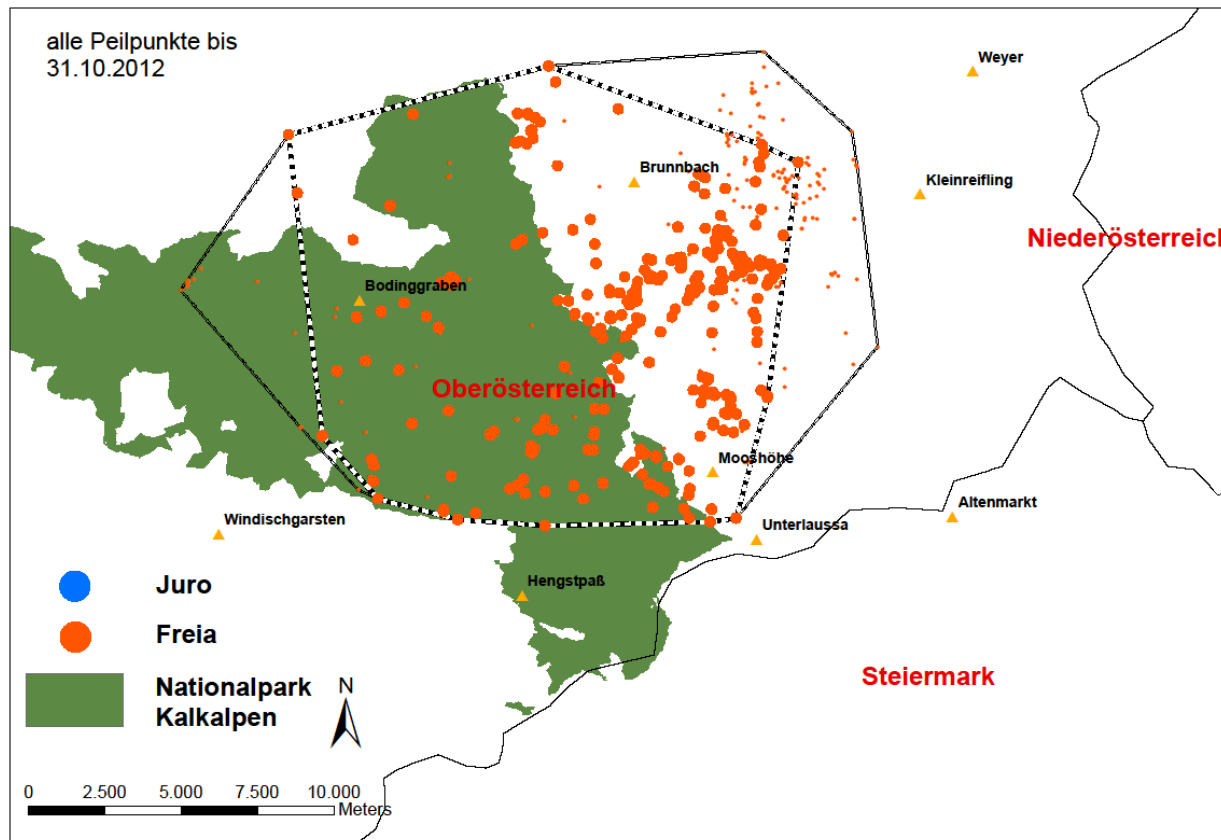 alle Peilpunkte bis
31.10.2012
Weyer
Brunnbach
Kleinreifling
Niederösterreich
Bodinggraben
Oberösterreich
Mooshöhe
Windischgarsten
Unterlaussa
Altenmarkt
Hengstpaß
Juro
Freia
Steiermark
Nationalpark
Kalkalpen
N
0 2.500 5.000 7.500 10.000
Meters